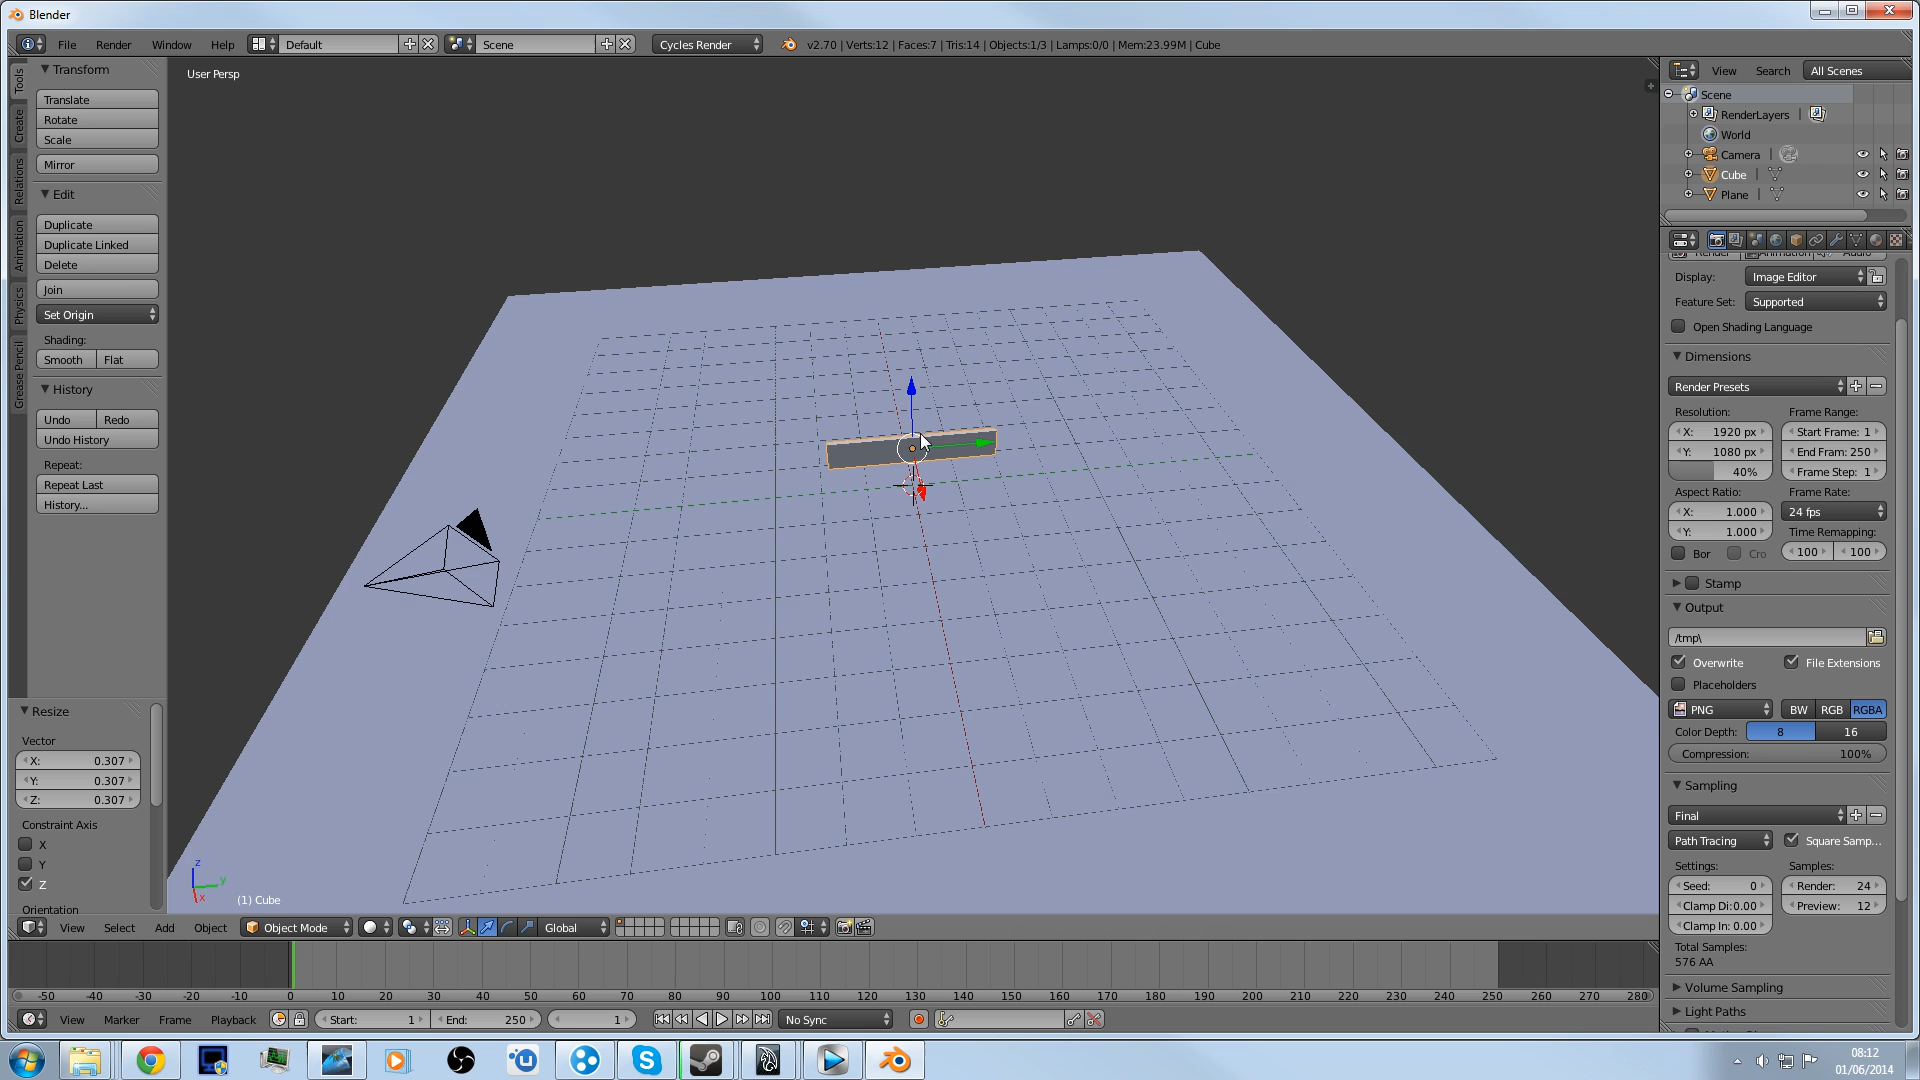 Blender
File Render Window Help Default Scene Cycles Render v2.70 | Verts:12 | Faces:7 | Tris:14 | Objects:1/3 | Lamps:0/0 | Mem:23.99M | Cube
Tools
Create
Relations
Animation
Physics
Grease Pencil
Transform
Translate
Rotate
Scale
Mirror
Edit
Duplicate
Duplicate Linked
Delete
Join
Set Origin
Shading:
Smooth Flat
History
Undo Redo
Undo History
Repeat:
Repeat Last
History...
Resize
Vector
X: 0.307
Y: 0.307
Z: 0.307
Constraint Axis
X
Y
Z
Orientation
User Persp
z
y
x
(1) Cube
View Select Add Object Object Mode Global
-50 -40 -30 -20 -10 0 10 20 30 40 50 60 70 80 90 100 110 120 130 140 150 160 170 180 190 200 210 220 230 240 250 260 270 280
View Marker Frame Playback Start: 1 End: 250 1 No Sync
View Search All Scenes
Scene
RenderLayers |
World
Camera |
Cube |
Plane |
Render Animation Audio
Display: Image Editor
Feature Set: Supported
Open Shading Language
Dimensions
Render Presets
Resolution: Frame Range:
X: 1920 px Start Frame: 1
Y: 1080 px End Fram: 250
40% Frame Step: 1
Aspect Ratio: Frame Rate:
X: 1.000 24 fps
Y: 1.000 Time Remapping:
Bor Cro 100 100
Stamp
Output
/tmp\
Overwrite File Extensions
Placeholders
PNG BW RGB RGBA
Color Depth: 8 16
Compression: 100%
Sampling
Final
Path Tracing Square Samp...
Settings: Samples:
Seed: 0 Render: 24
Clamp Di:0.00 Preview: 12
Clamp In: 0.00
Total Samples:
576 AA
Volume Sampling
Light Paths
08:12
01/06/2014